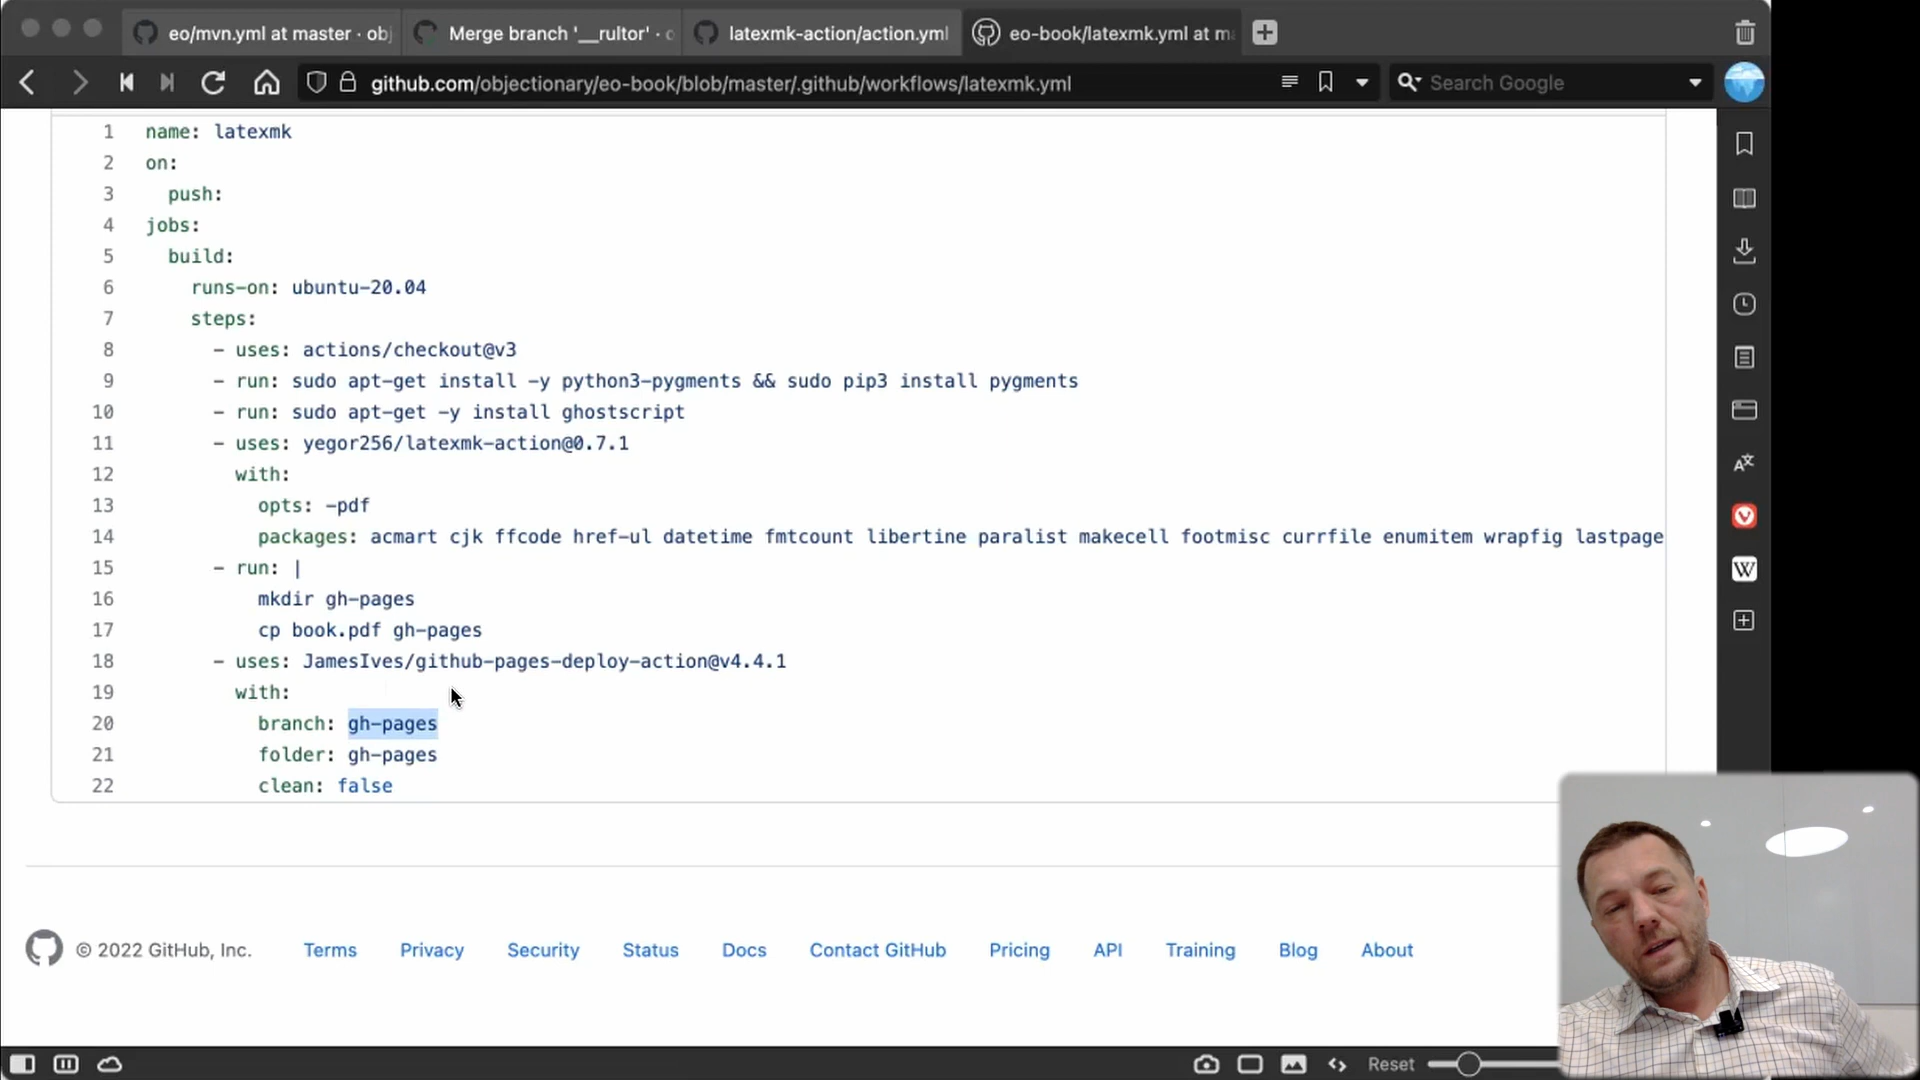 eo/mvn.yml at master · obj
Merge branch '__rultor' · o
latexmk-action/action.yml
eo-book/latexmk.yml at ma
github.com/objectionary/eo-book/blob/master/.github/workflows/latexmk.yml
Search Google
1 name: latexmk
2 on:
3 push:
4 jobs:
5 build:
6 runs-on: ubuntu-20.04
7 steps:
8 - uses: actions/checkout@v3
9 - run: sudo apt-get install -y python3-pygments && sudo pip3 install pygments
10 - run: sudo apt-get -y install ghostscript
11 - uses: yegor256/latexmk-action@0.7.1
12 with:
13 opts: -pdf
14 packages: acmart cjk ffcode href-ul datetime fmtcount libertine paralist makecell footmisc currfile enumitem wrapfig lastpage
15 - run: |
16 mkdir gh-pages
17 cp book.pdf gh-pages
18 - uses: JamesIves/github-pages-deploy-action@v4.4.1
19 with:
20 branch: gh-pages
21 folder: gh-pages
22 clean: false
© 2022 GitHub, Inc. Terms Privacy Security Status Docs Contact GitHub Pricing API Training Blog About
Reset